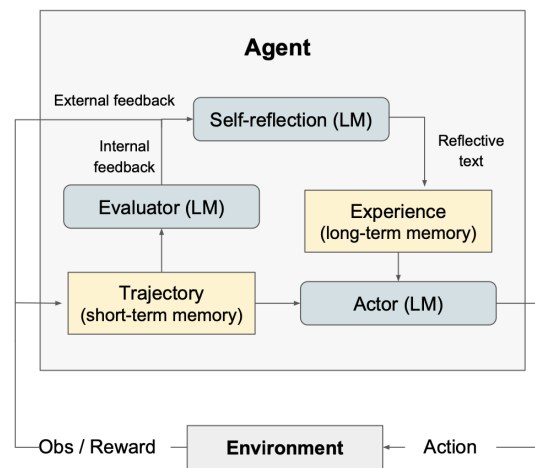 Agent
External feedback
Self-reflection (LM)
Internal
feedback
Reflective
text
Evaluator (LM)
Experience
(long-term memory)
Trajectory
(short-term memory)
Actor (LM)
Obs / Reward
Environment
Action